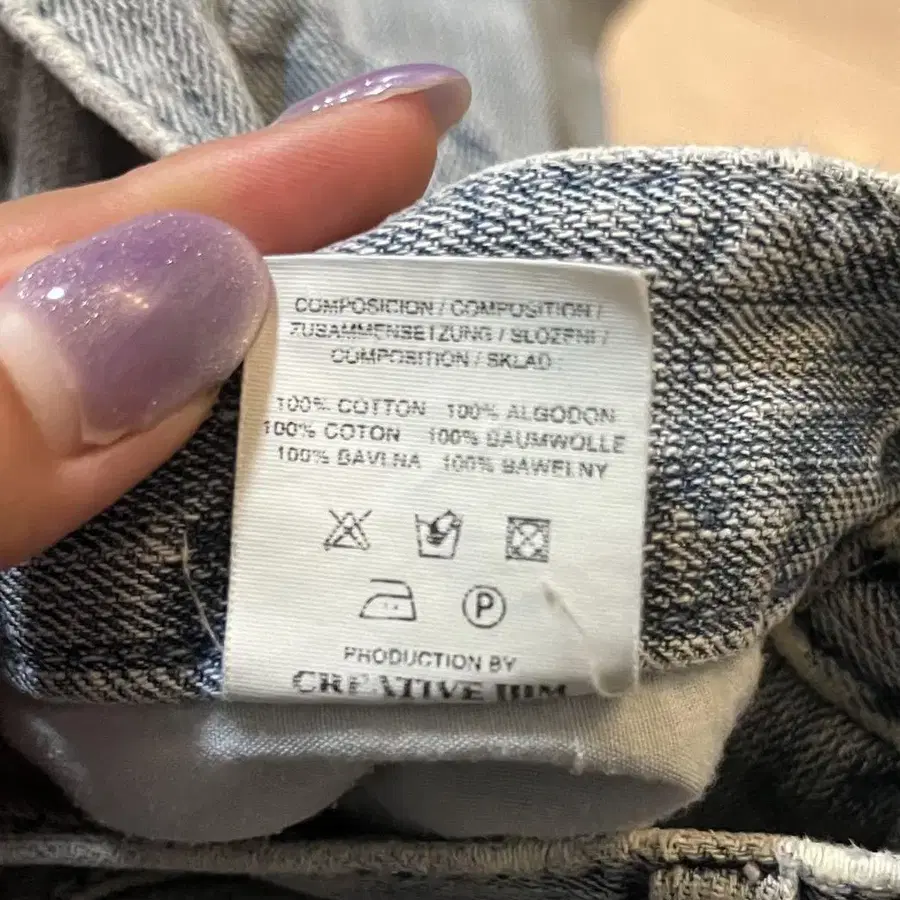 COMPOSICION / COMPOSITION /
ZUSAMMENSETZUNG / SLOZENI /
COMPOSITION / SKLAD :
100% COTTON 100% ALGODON
100% COTON 100% BAUMWOLLE
100% BAVLNA 100% BAWELNY
P
PRODUCTION BY
CREATIVE